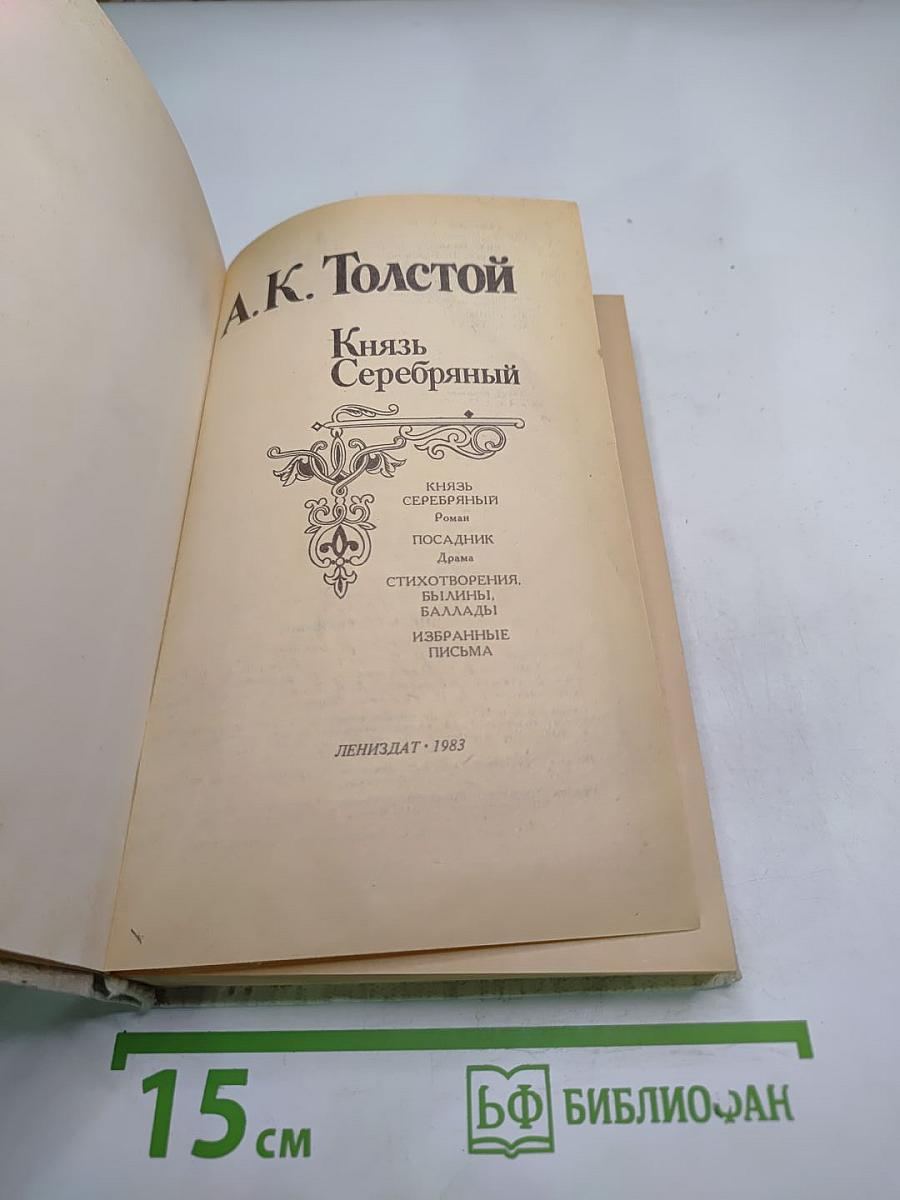 А. К. Толстой
Князь
Серебряный
КНЯЗЬ
СЕРЕБРЯНЫЙ
Роман
ПОСАДНИК
Драма
СТИХОТВОРЕНИЯ,
БЫЛИНЫ,
БАЛЛАДЫ
ИЗБРАННЫЕ
ПИСЬМА
ЛЕНИЗДАТ • 1983
15 см
БФ БИБЛИОФАН